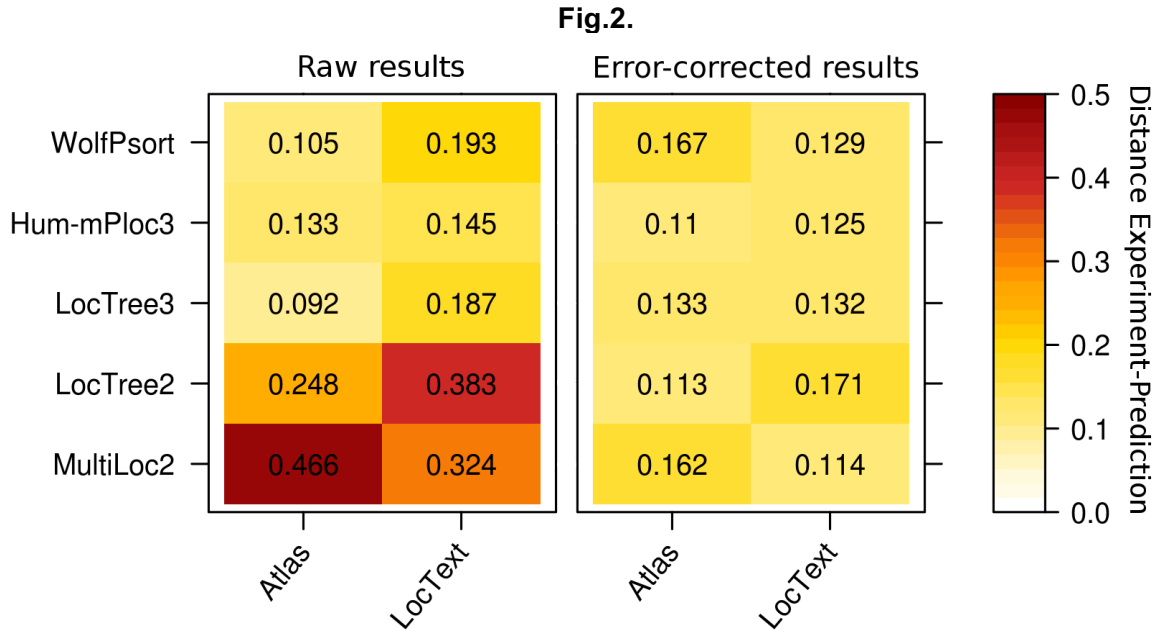 Fig.2.
Raw results
Error-corrected results
WolfPsort 0.105 0.193 0.167 0.129
Hum-mPloc3 0.133 0.145 0.11 0.125
LocTree3 0.092 0.187 0.133 0.132
LocTree2 0.248 0.383 0.113 0.171
MultiLoc2 0.466 0.324 0.162 0.114
Atlas LocText Atlas LocText
0.5
0.4
0.3
0.2
0.1
0.0
Distance Experiment-Prediction